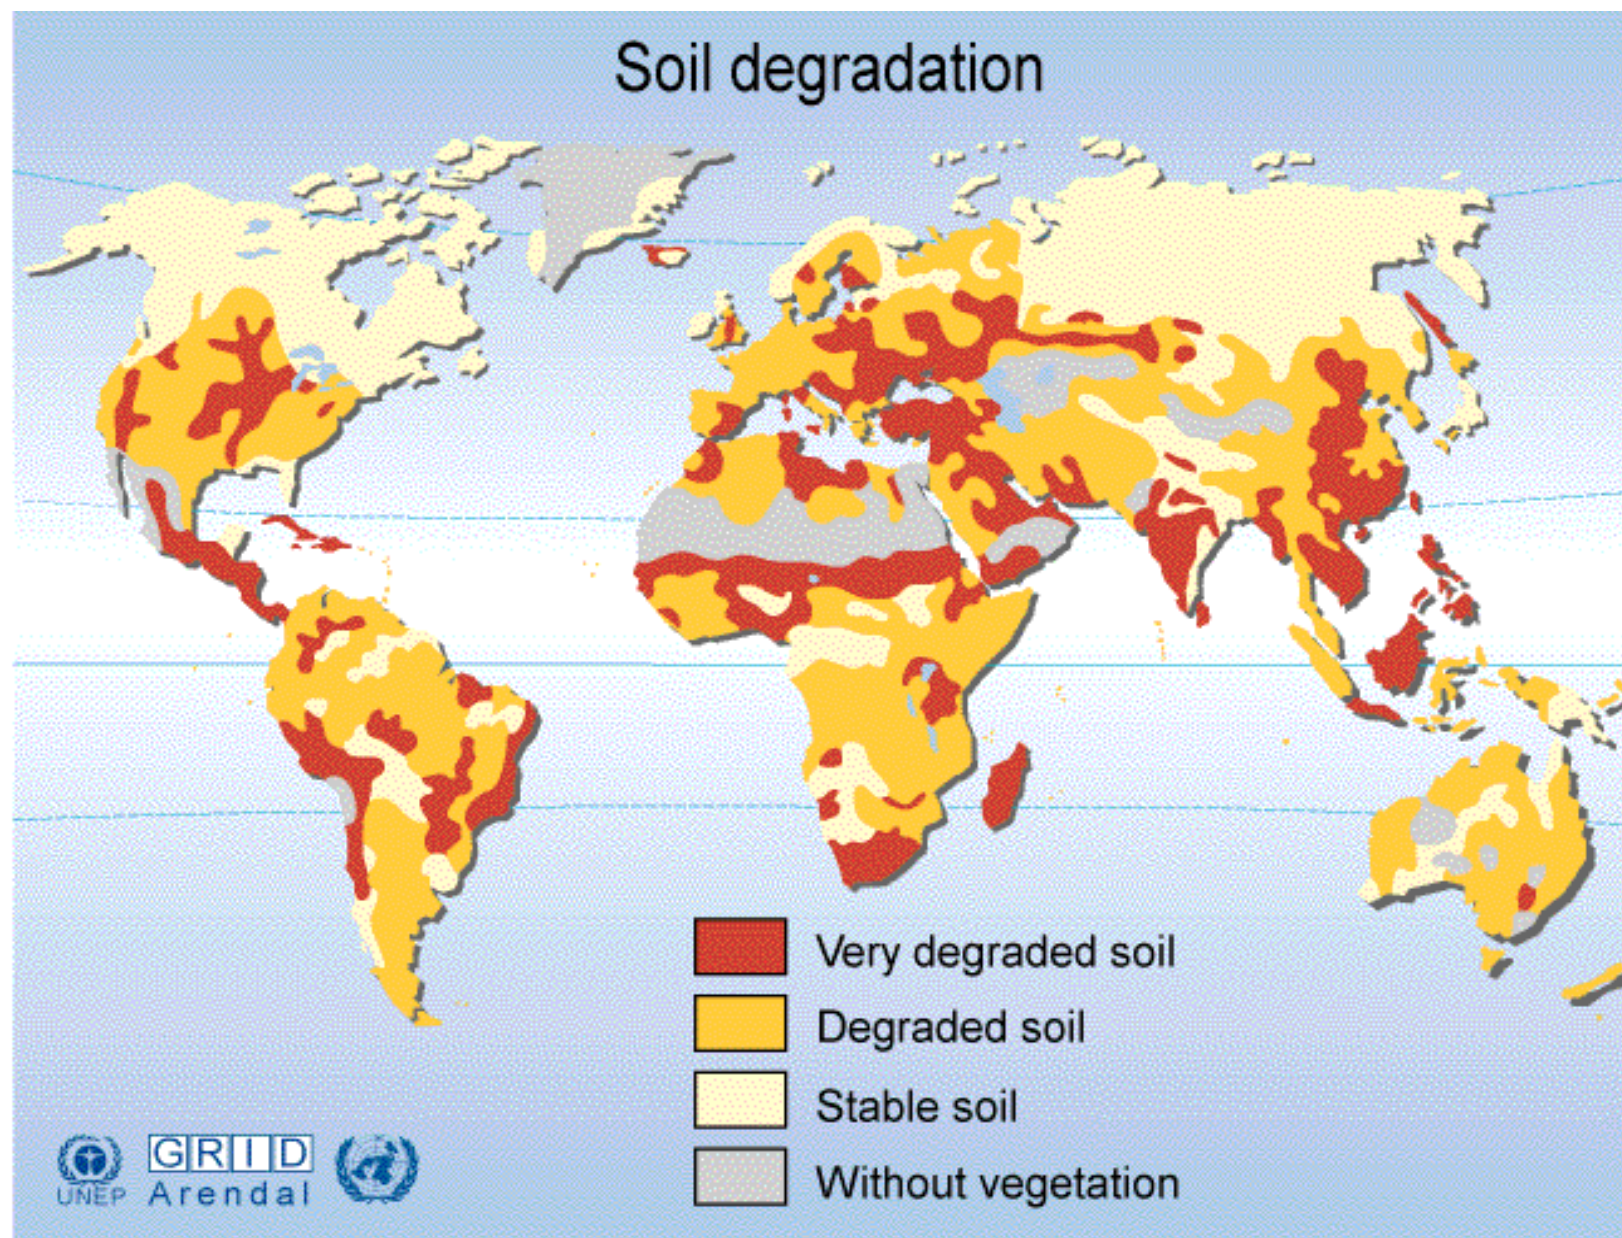 Soil degradation
Very degraded soil
Degraded soil
Stable soil
Without vegetation
UNEP
GRID
Arendal